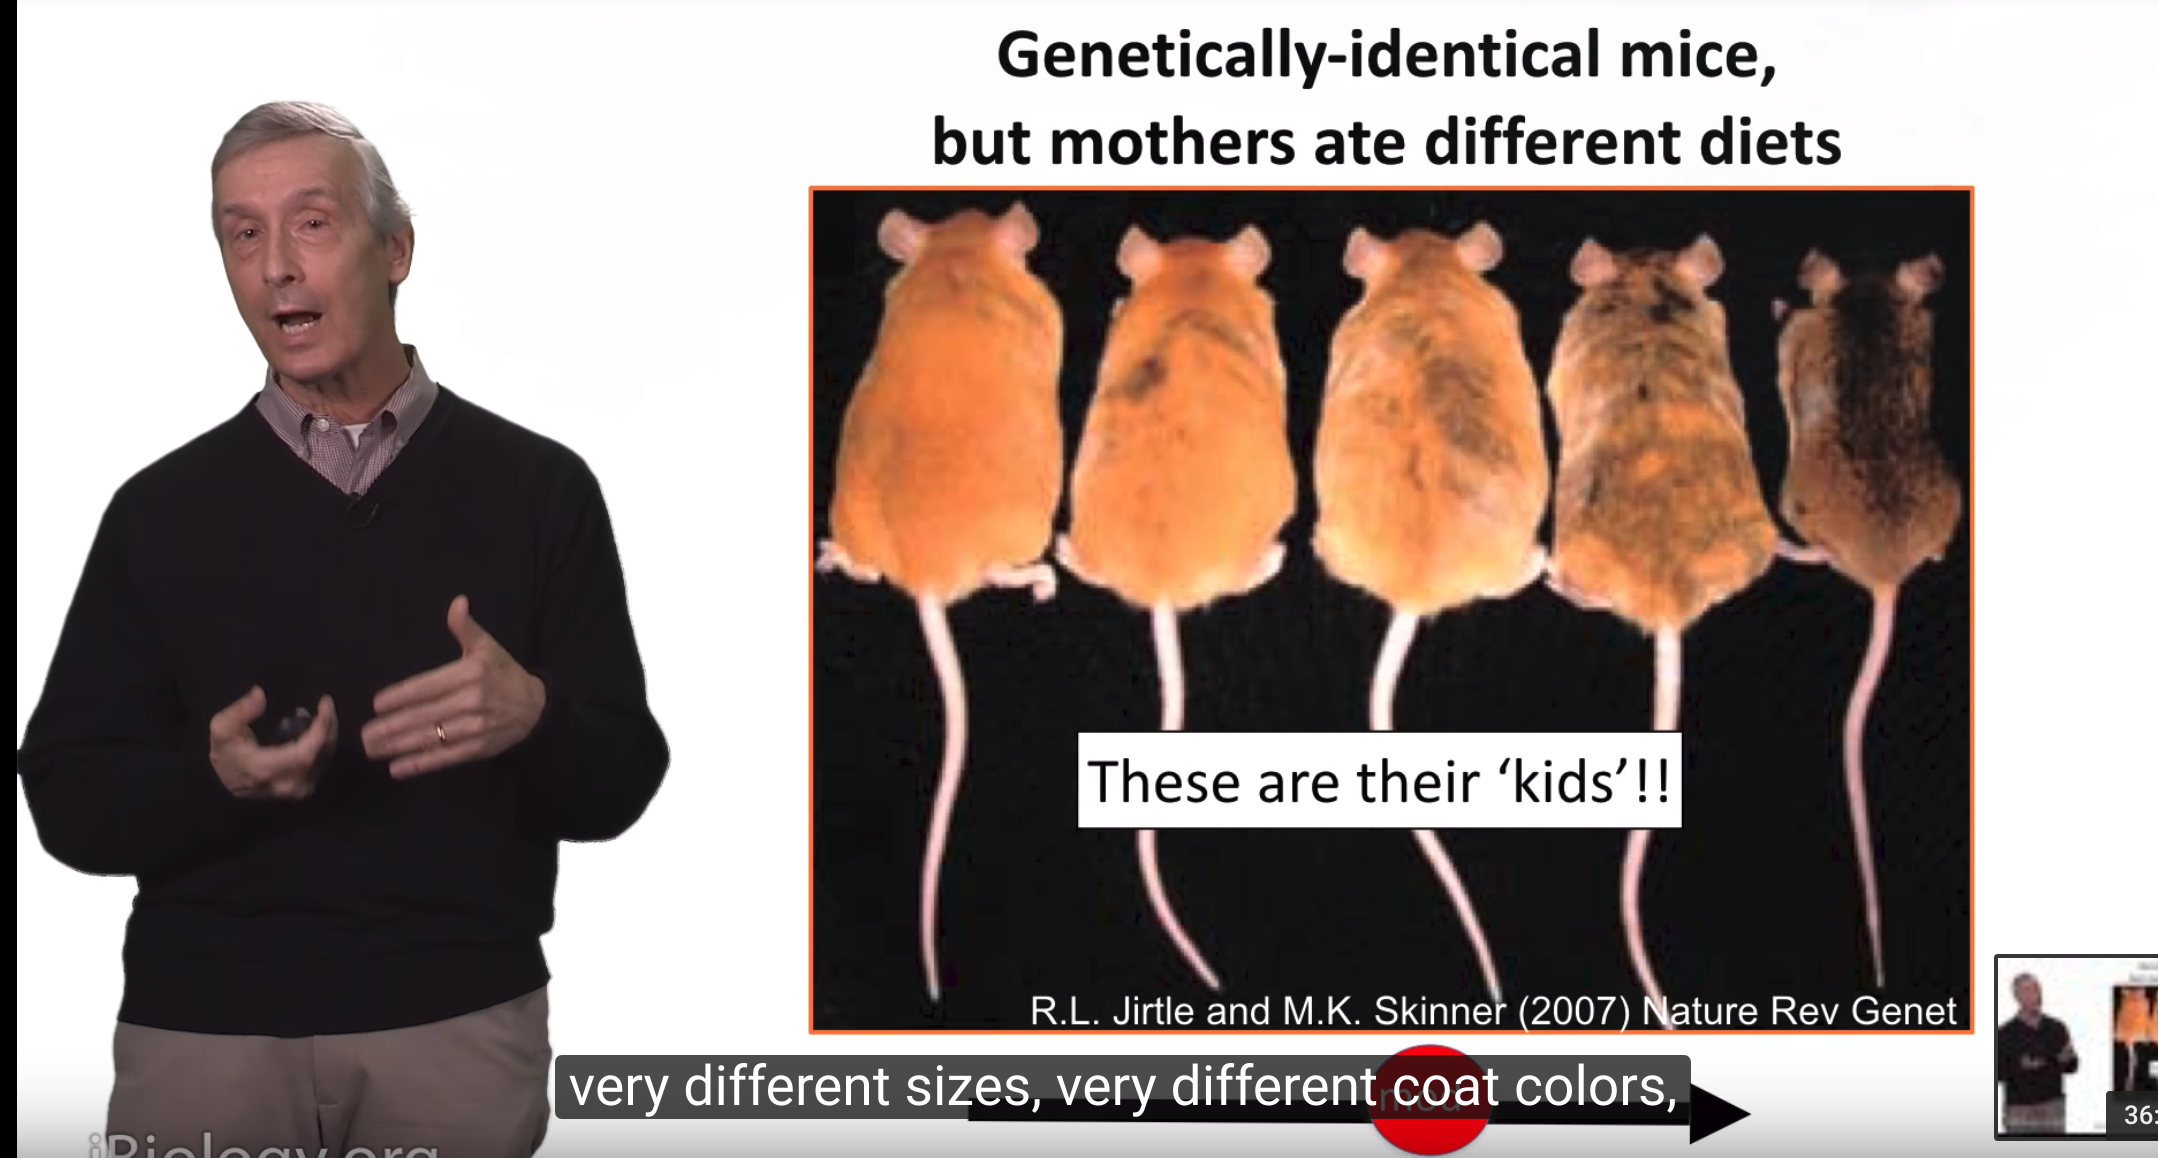 Genetically-identical mice,
but mothers ate different diets
These are their ‘kids’!!
R.L. Jirtle and M.K. Skinner (2007) Nature Rev Genet
very different sizes, very different coat colors,
iBiology.org
36: